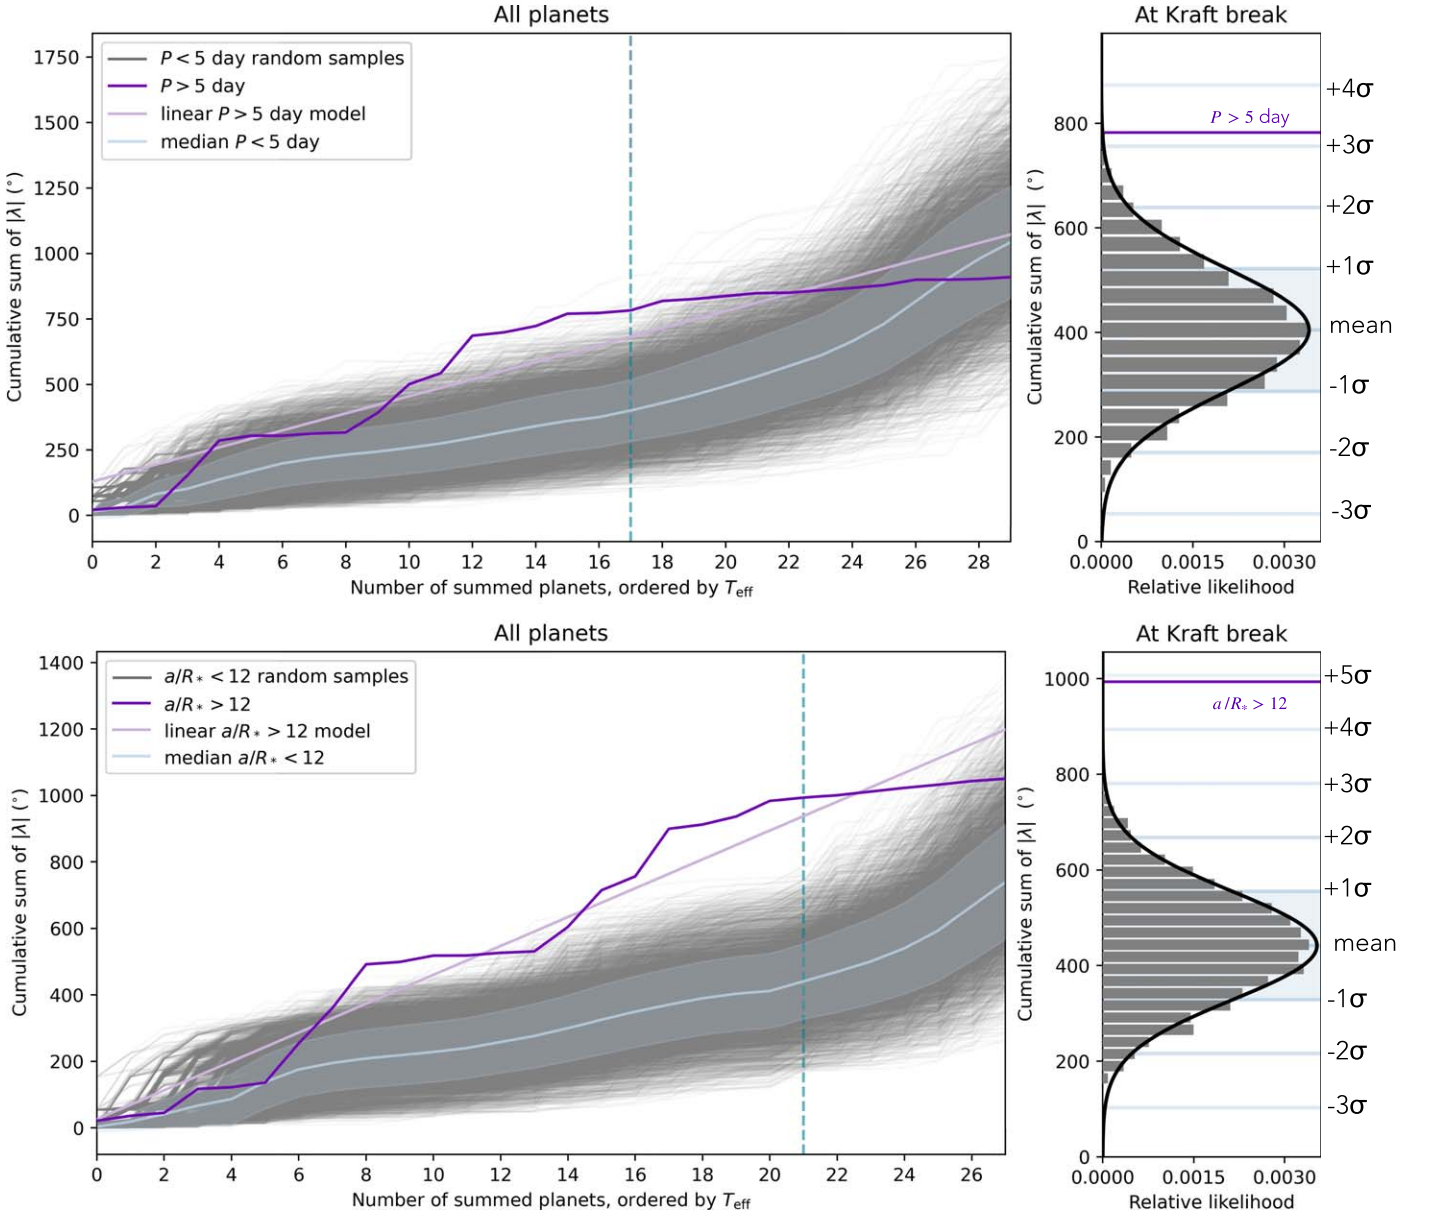 All planets
1750
1500
1250
1000
750
500
250
0
Cumulative sum of |λ| (°)
P < 5 day random samples
P > 5 day
linear P > 5 day model
median P < 5 day
0 2 4 6 8 10 12 14 16 18 20 22 24 26 28
Number of summed planets, ordered by Teff
At Kraft break
800
600
400
200
0
Cumulative sum of |λ| (°)
P > 5 day
+4σ
+3σ
+2σ
+1σ
mean
-1σ
-2σ
-3σ
0.0000 0.0015 0.0030
Relative likelihood
All planets
1400
1200
1000
800
600
400
200
0
Cumulative sum of |λ| (°)
a/R* < 12 random samples
a/R* > 12
linear a/R* > 12 model
median a/R* < 12
0 2 4 6 8 10 12 14 16 18 20 22 24 26
Number of summed planets, ordered by Teff
At Kraft break
1000
800
600
400
200
0
Cumulative sum of |λ| (°)
a/R* > 12
+5σ
+4σ
+3σ
+2σ
+1σ
mean
-1σ
-2σ
-3σ
0.0000 0.0015 0.0030
Relative likelihood